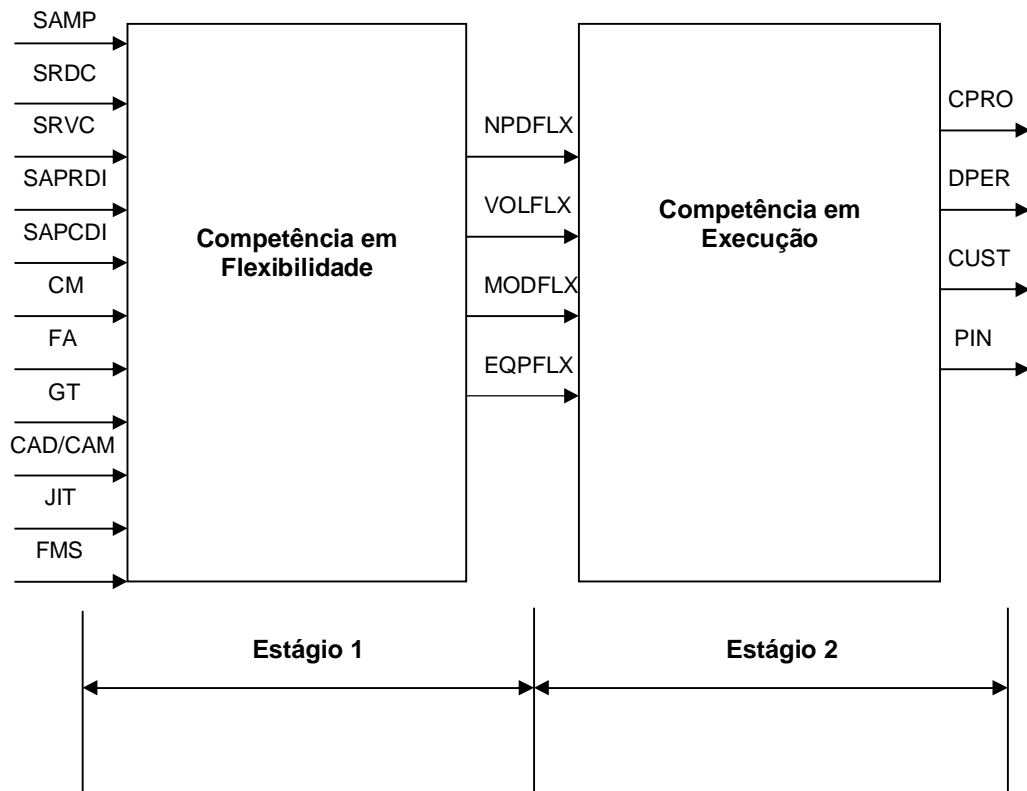 SAMP
SRDC
SRVC
SAPRDI
SAPCDI
CM
FA
GT
CAD/CAM
JIT
FMS
Competência em
Flexibilidade
NPDFLX
VOLFLX
MODFLX
EQPFLX
Competência em
Execução
CPRO
DPER
CUST
PIN
Estágio 1
Estágio 2